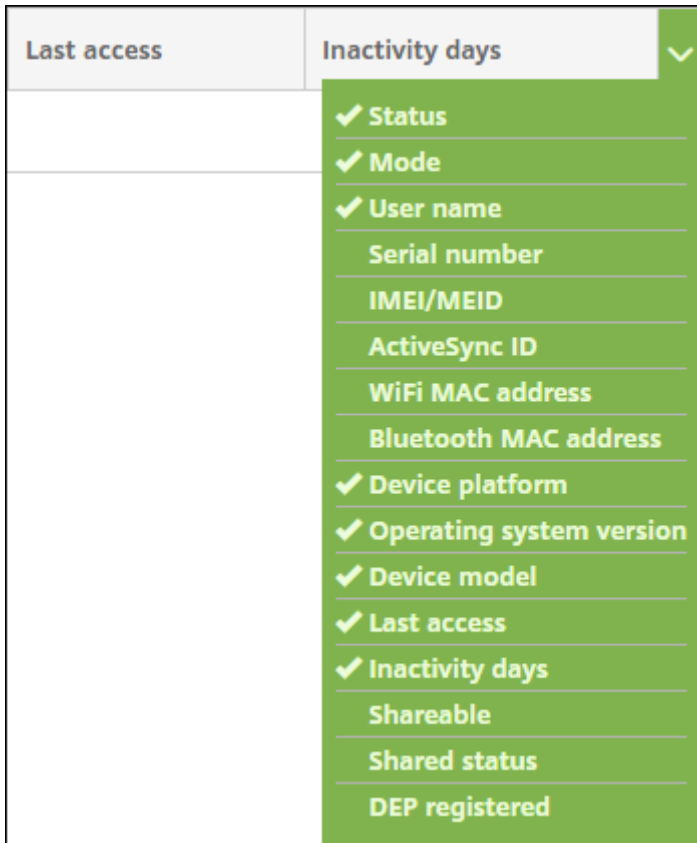 Last access Inactivity days
Status
Mode
User name
Serial number
IMEI/MEID
ActiveSync ID
WiFi MAC address
Bluetooth MAC address
Device platform
Operating system version
Device model
Last access
Inactivity days
Shareable
Shared status
DEP registered